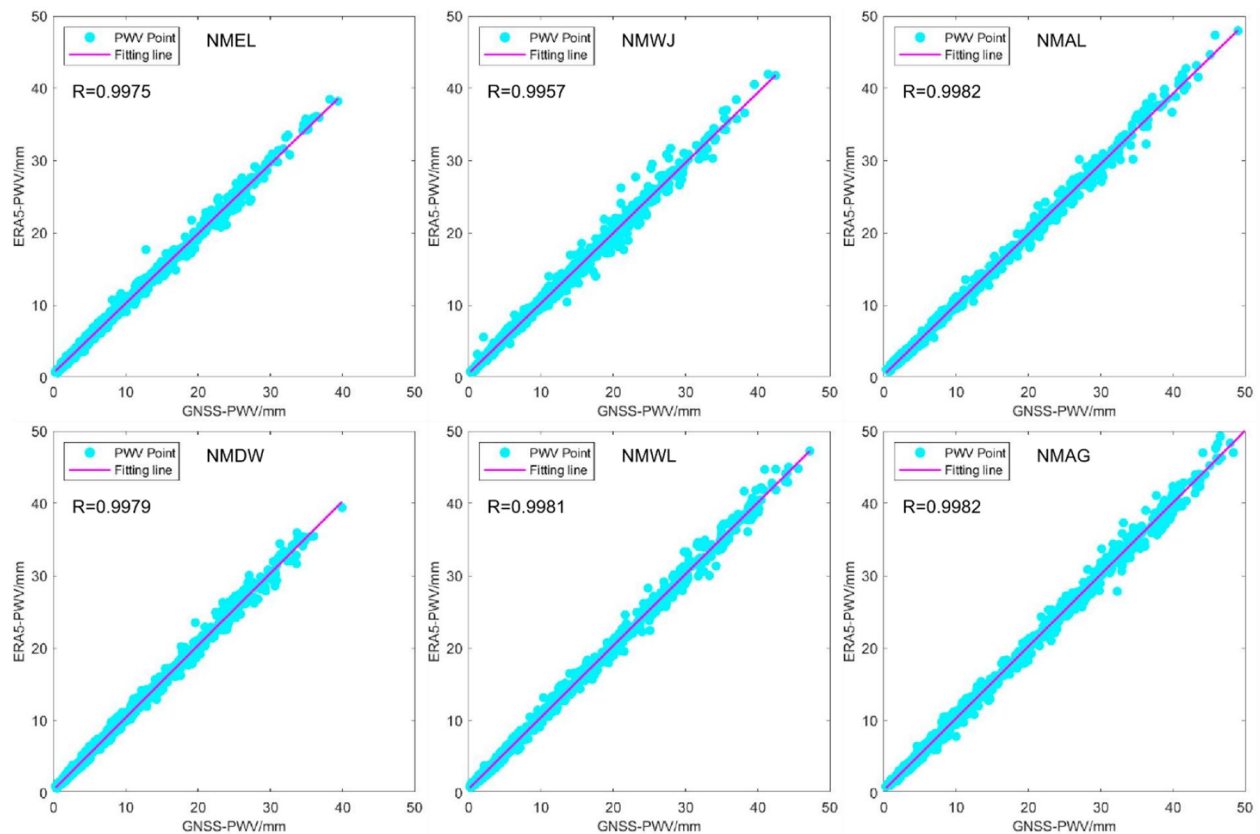 50
PWV Point
Fitting line
NMEL
R=0.9975
40
30
20
10
0
ERA5-PWV/mm
0 10 20 30 40 50
GNSS-PWV/mm
50
PWV Point
Fitting line
NMWJ
R=0.9957
40
30
20
10
0
ERA5-PWV/mm
0 10 20 30 40 50
GNSS-PWV/mm
50
PWV Point
Fitting line
NMAL
R=0.9982
40
30
20
10
0
ERA5-PWV/mm
0 10 20 30 40 50
GNSS-PWV/mm
50
PWV Point
Fitting line
NMDW
R=0.9979
40
30
20
10
0
ERA5-PWV/mm
0 10 20 30 40 50
GNSS-PWV/mm
50
PWV Point
Fitting line
NMWL
R=0.9981
40
30
20
10
0
ERA5-PWV/mm
0 10 20 30 40 50
GNSS-PWV/mm
50
PWV Point
Fitting line
NMAG
R=0.9982
40
30
20
10
0
ERA5-PWV/mm
0 10 20 30 40 50
GNSS-PWV/mm